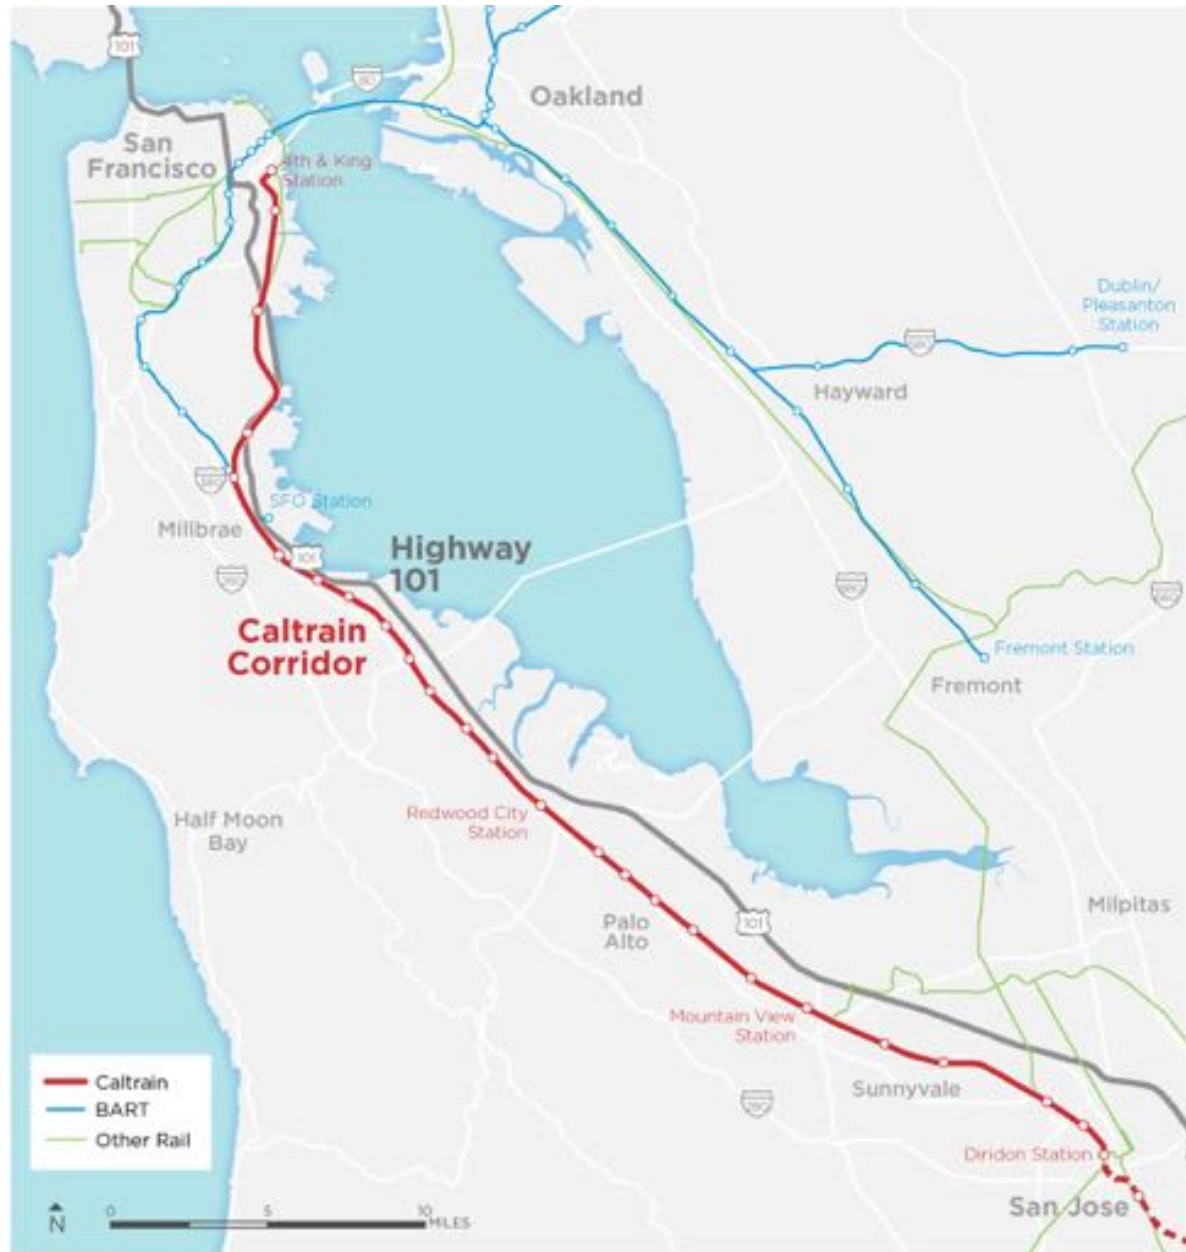 101
80
Oakland
San
Francisco
4th & King
Station
Dublin/
Pleasanton
Station
580
Hayward
380
SFO Station
Millbrae
101
Highway
101
280
880
680
Caltrain
Corridor
Fremont Station
Fremont
Redwood City
Station
Half Moon
Bay
Milpitas
Palo
Alto
101
Mountain View
Station
Sunnyvale
280
Caltrain
BART
Other Rail
Diridon Station
San Jose
N
0 5 10 MILES